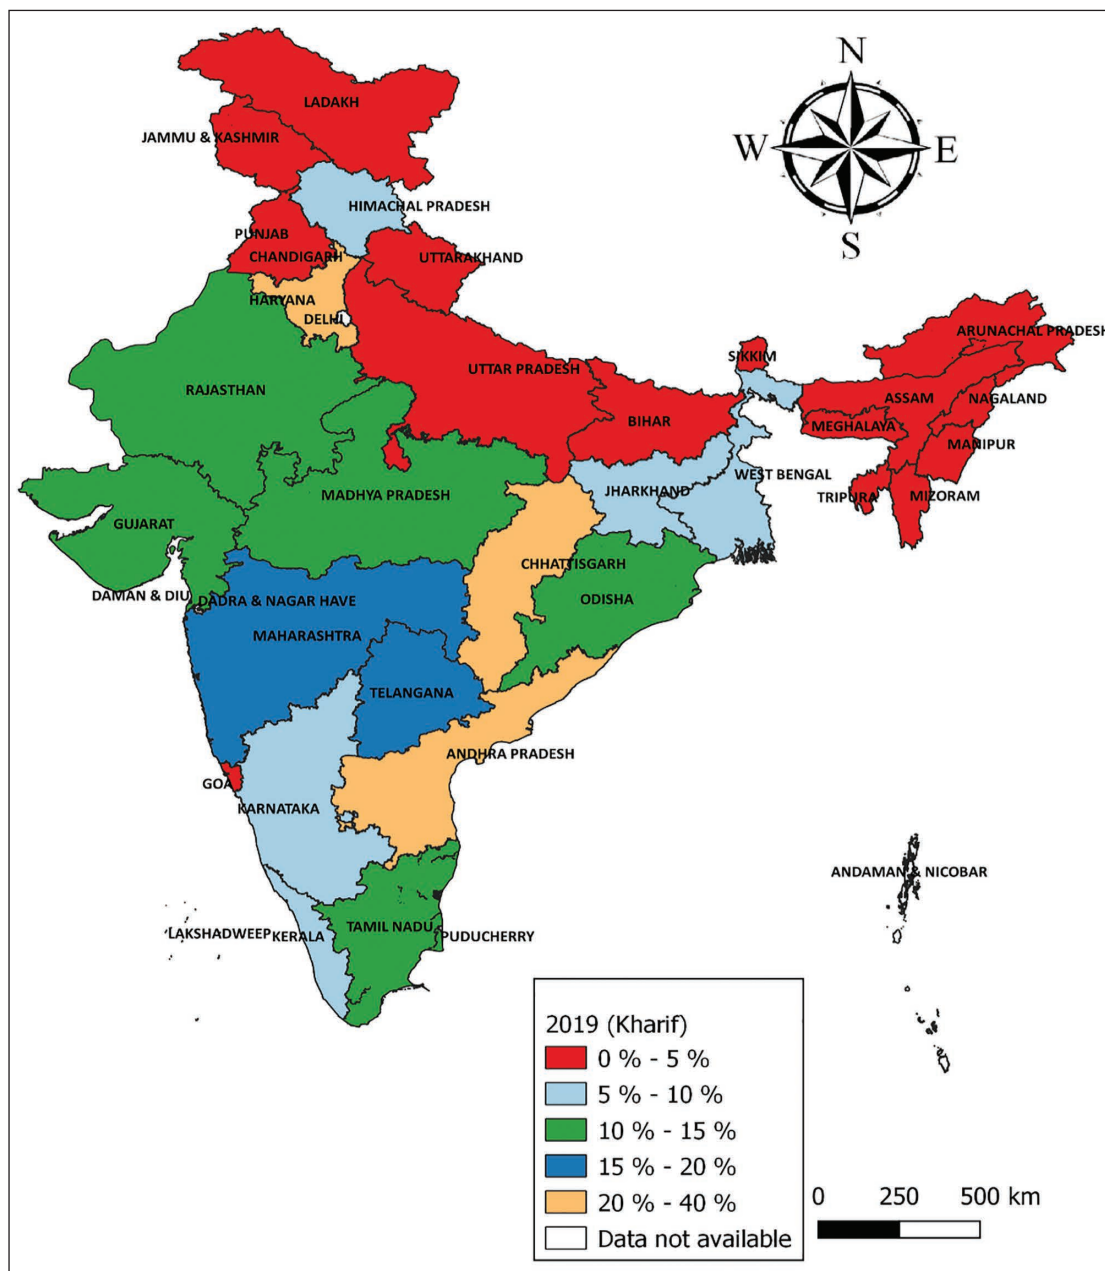 N
LADAKH
JAMMU & KASHMIR
W
E
HIMACHAL PRADESH
PUNJAB
S
CHANDIGARH
UTTARAKHAND
HARYANA
DELHI
ARUNACHAL PRADESH
SIKKIM
UTTAR PRADESH
RAJASTHAN
ASSAM
NAGALAND
BIHAR
MEGHALAYA
MANIPUR
WEST BENGAL
JHARKHAND
MADHYA PRADESH
TRIPURA
MIZORAM
GUJARAT
CHHATTISGARH
DAMAN & DIU
DADRA & NAGAR HAVE
ODISHA
MAHARASHTRA
TELANGANA
ANDHRA PRADESH
GOA
KARNATAKA
ANDAMAN & NICOBAR
TAMIL NADU
LAKSHADWEEP
KERALA
PUDUCHERRY
2019 (Kharif)
0 % - 5 %
5 % - 10 %
10 % - 15 %
15 % - 20 %
20 % - 40 %
Data not available
0 250 500 km